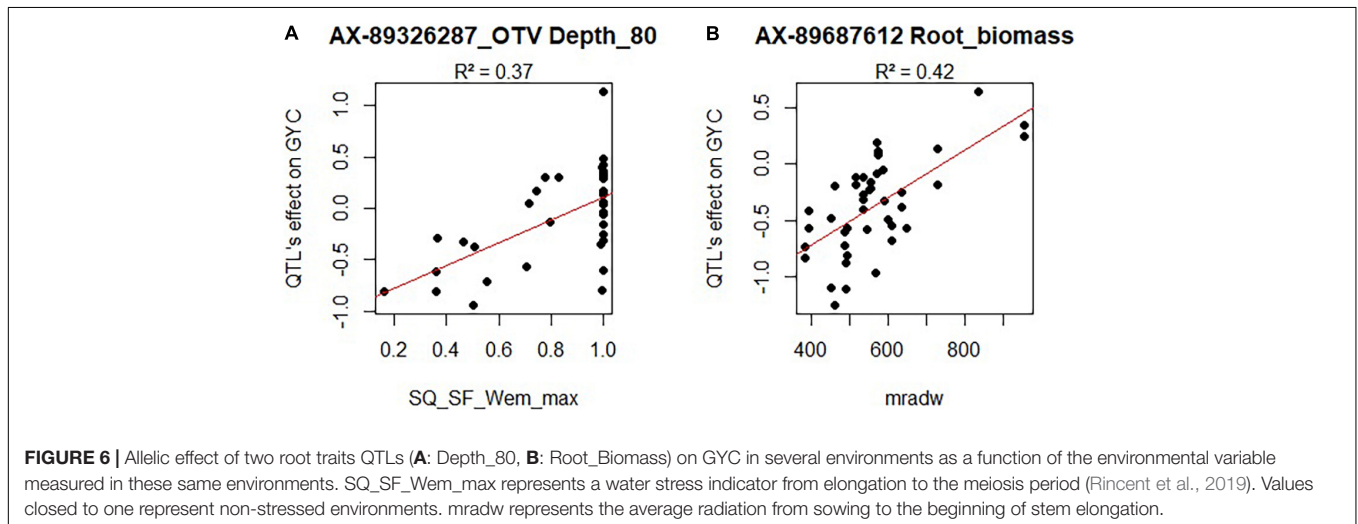 A AX-89326287_OTV Depth_80
R² = 0.37
QTL's effect on GYC
1.0
0.5
0.0
-0.5
-1.0
0.2 0.4 0.6 0.8 1.0
SQ_SF_Wem_max
B AX-89687612 Root_biomass
R² = 0.42
QTL's effect on GYC
0.5
0.0
-0.5
-1.0
400 600 800
mradw
FIGURE 6 | Allelic effect of two root traits QTLs (A: Depth_80, B: Root_Biomass) on GYC in several environments as a function of the environmental variable
measured in these same environments. SQ_SF_Wem_max represents a water stress indicator from elongation to the meiosis period (Rincent et al., 2019). Values
closed to one represent non-stressed environments. mradw represents the average radiation from sowing to the beginning of stem elongation.